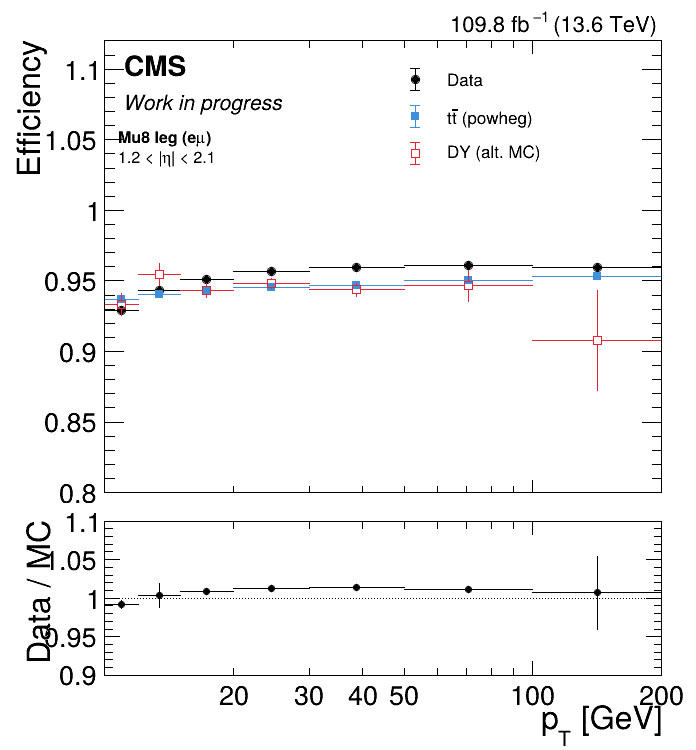 109.8 fb⁻¹ (13.6 TeV)
Efficiency
CMS
Work in progress
Mu8 leg (eμ)
1.2 < |η| < 2.1
Data
tt̄ (powheg)
DY (alt. MC)
1.1
1.05
1
0.95
0.9
0.85
0.8
Data / MC
1.1
1.05
1
0.95
0.9
20 30 40 50 100 200
p_T [GeV]